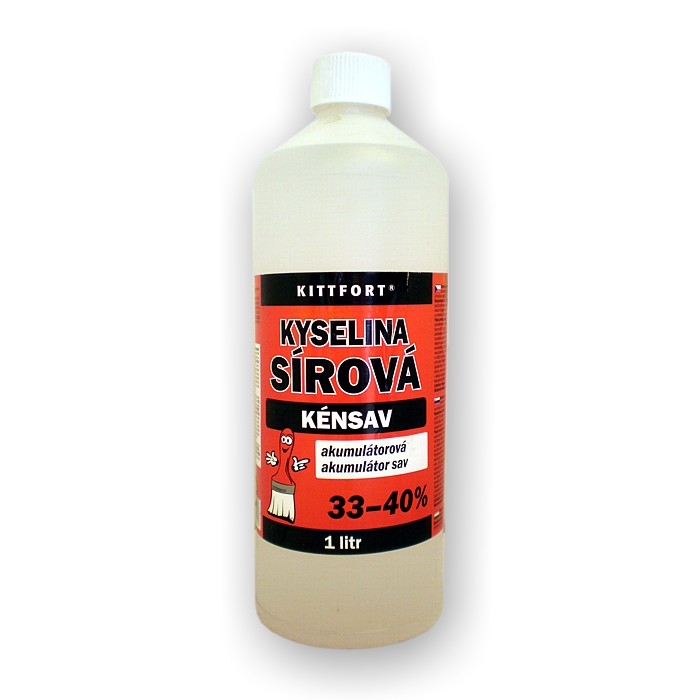 KITTFORT®
KYSELINA
SÍROVÁ
KÉNSAV
akumulátorová
akumulátor sav
33–40%
1 litr